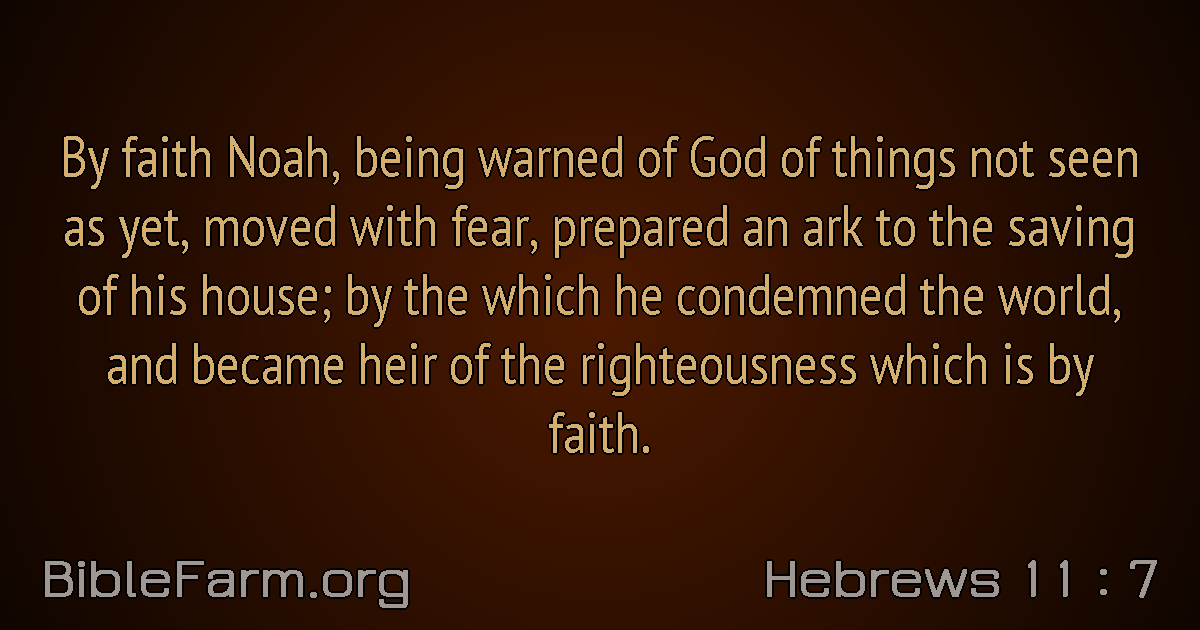 By faith Noah, being warned of God of things not seen
as yet, moved with fear, prepared an ark to the saving
of his house; by the which he condemned the world,
and became heir of the righteousness which is by
faith.
BibleFarm.org
Hebrews 11 : 7